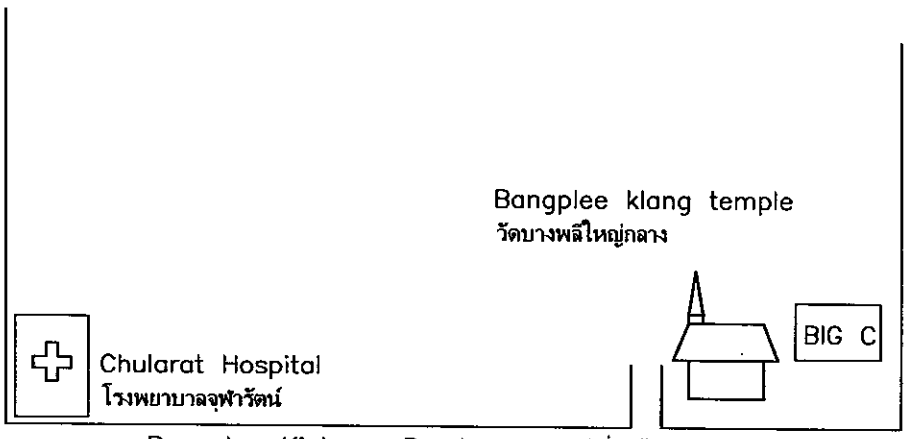 Bangplee klang temple
วัดบางพลีใหญ่กลาง
BIG C
Chularat Hospital
โรงพยาบาลจุฬารัตน์